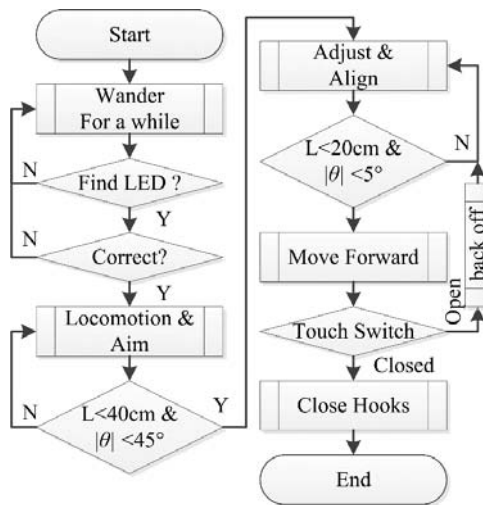 Start
Wander
For a while
N
Find LED ?
Y
N
Correct?
Y
Locomotion &
Aim
N
L<40cm &
|θ| <45°
Y
Adjust &
Align
N
L<20cm &
|θ| <5°
back off
Move Forward
Open
Touch Switch
Closed
Close Hooks
End